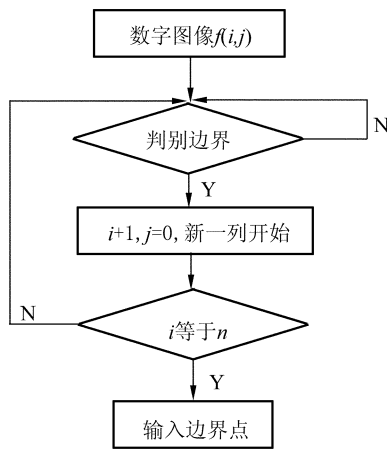 数字图像f(i,j)
判别边界
N
Y
i+1,j=0,新一列开始
N
i等于n
Y
输入边界点